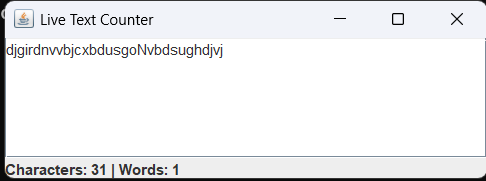 Live Text Counter
djgirdnvvbjcxbdusgoNvbdsughdjvj
Characters: 31 | Words: 1